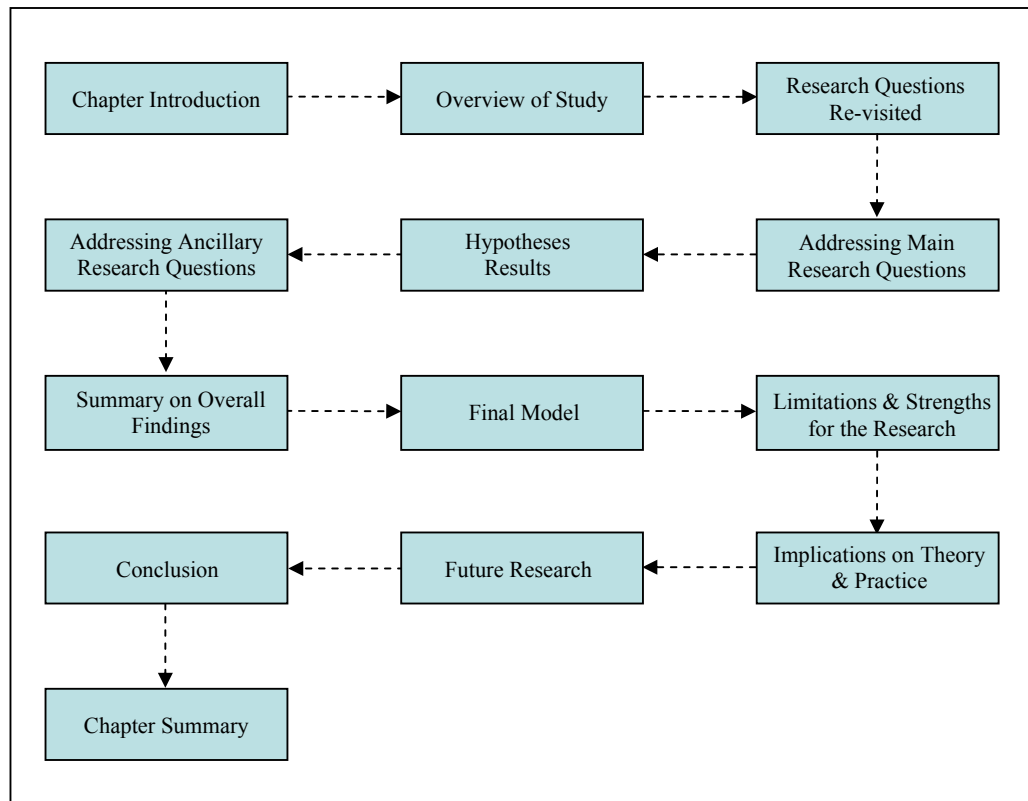 Chapter Introduction
Overview of Study
Research Questions
Re-visited
Addressing Ancillary
Research Questions
Hypotheses
Results
Addressing Main
Research Questions
Summary on Overall
Findings
Final Model
Limitations & Strengths
for the Research
Conclusion
Future Research
Implications on Theory
& Practice
Chapter Summary